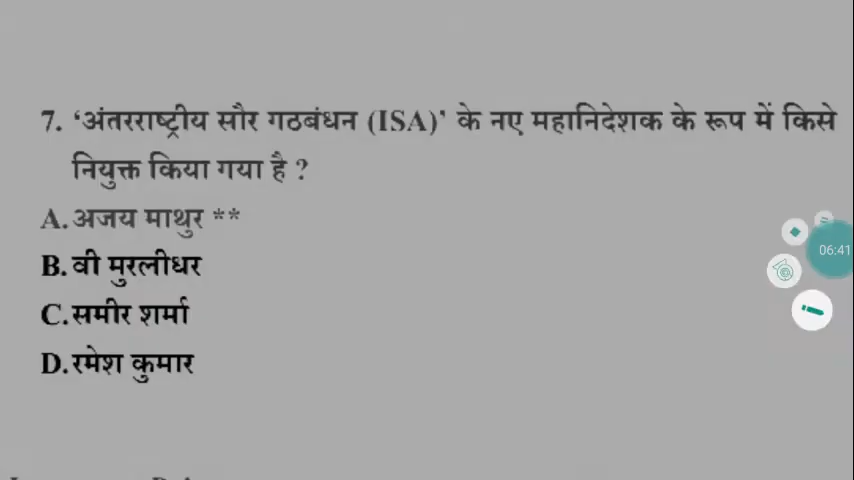 7. ‘अंतरराष्ट्रीय सौर गठबंधन (ISA)’ के नए महानिदेशक के रूप में किसे
नियुक्त किया गया है ?
A. अजय माथुर **
B. वी मुरलीधर
C. समीर शर्मा
D. रमेश कुमार
06:41